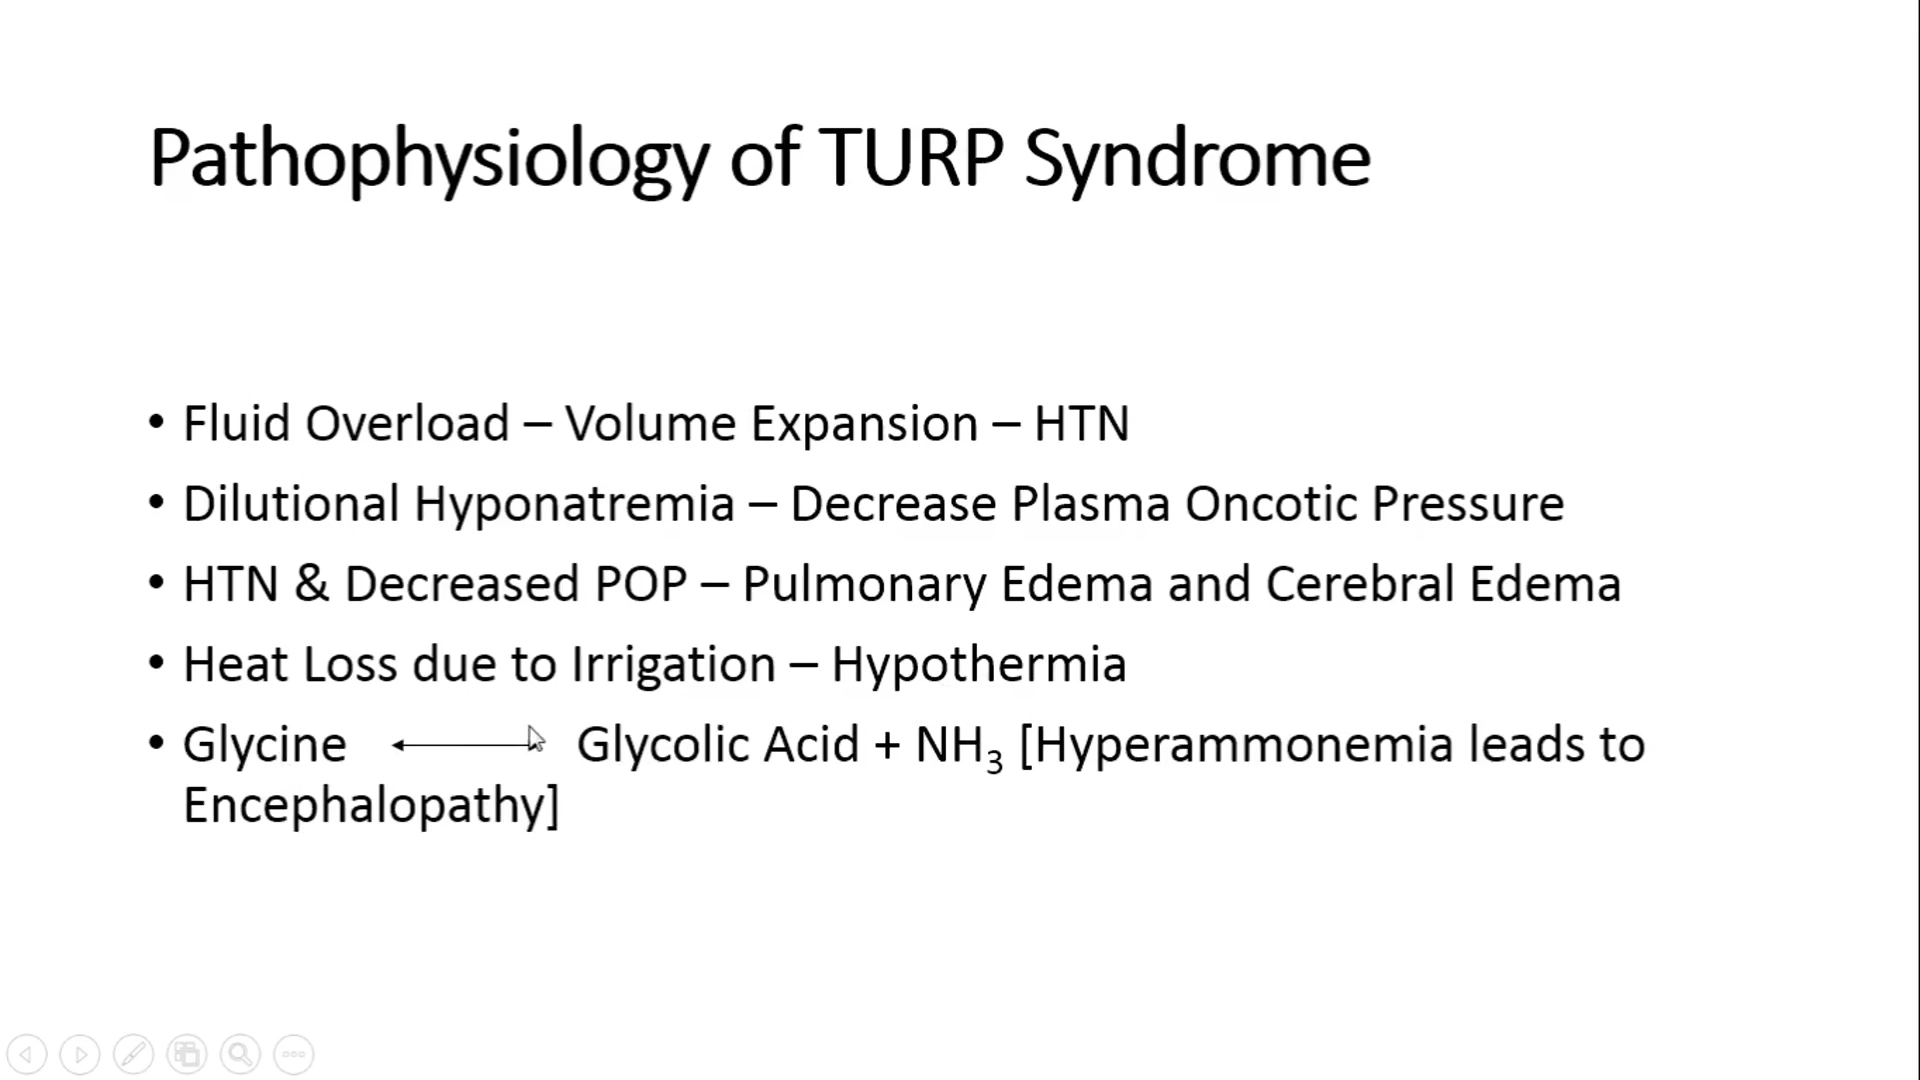 Pathophysiology of TURP Syndrome
• Fluid Overload – Volume Expansion – HTN
• Dilutional Hyponatremia – Decrease Plasma Oncotic Pressure
• HTN & Decreased POP – Pulmonary Edema and Cerebral Edema
• Heat Loss due to Irrigation – Hypothermia
• Glycine ⟷ Glycolic Acid + NH₃ [Hyperammonemia leads to
Encephalopathy]